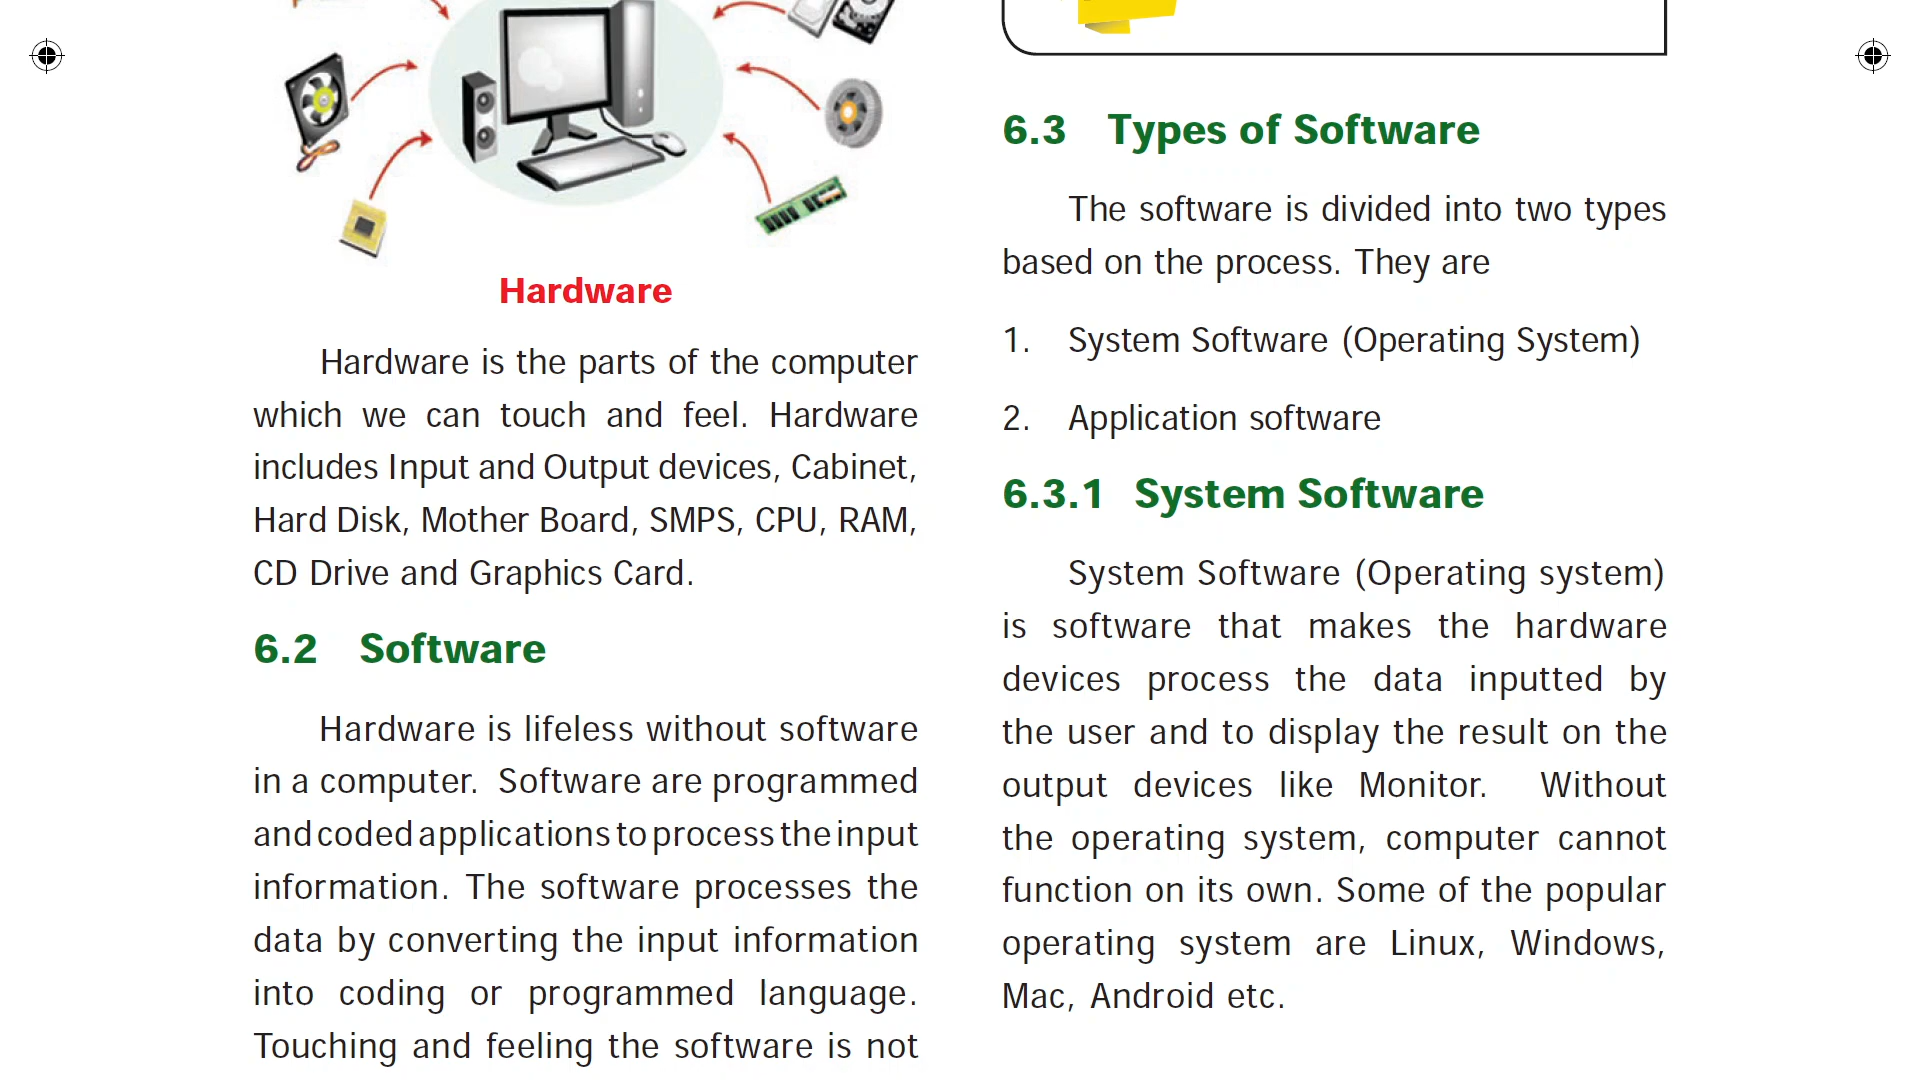 Hardware
Hardware is the parts of the computer
which we can touch and feel. Hardware
includes Input and Output devices, Cabinet,
Hard Disk, Mother Board, SMPS, CPU, RAM,
CD Drive and Graphics Card.
6.2 Software
Hardware is lifeless without software
in a computer. Software are programmed
and coded applications to process the input
information. The software processes the
data by converting the input information
into coding or programmed language.
Touching and feeling the software is not
6.3 Types of Software
The software is divided into two types
based on the process. They are
1. System Software (Operating System)
2. Application software
6.3.1 System Software
System Software (Operating system)
is software that makes the hardware
devices process the data inputted by
the user and to display the result on the
output devices like Monitor. Without
the operating system, computer cannot
function on its own. Some of the popular
operating system are Linux, Windows,
Mac, Android etc.